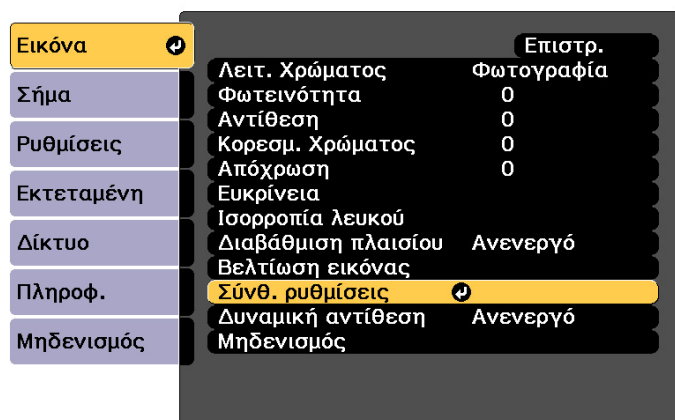 Εικόνα
Σήμα
Ρυθμίσεις
Εκτεταμένη
Δίκτυο
Πληροφ.
Μηδενισμός
Επιστρ.
Λειτ. Χρώματος Φωτογραφία
Φωτεινότητα 0
Αντίθεση 0
Κορεσμ. Χρώματος 0
Απόχρωση 0
Ευκρίνεια
Ισορροπία λευκού
Διαβάθμιση πλαισίου Ανενεργό
Βελτίωση εικόνας
Σύνθ. ρυθμίσεις
Δυναμική αντίθεση Ανενεργό
Μηδενισμός